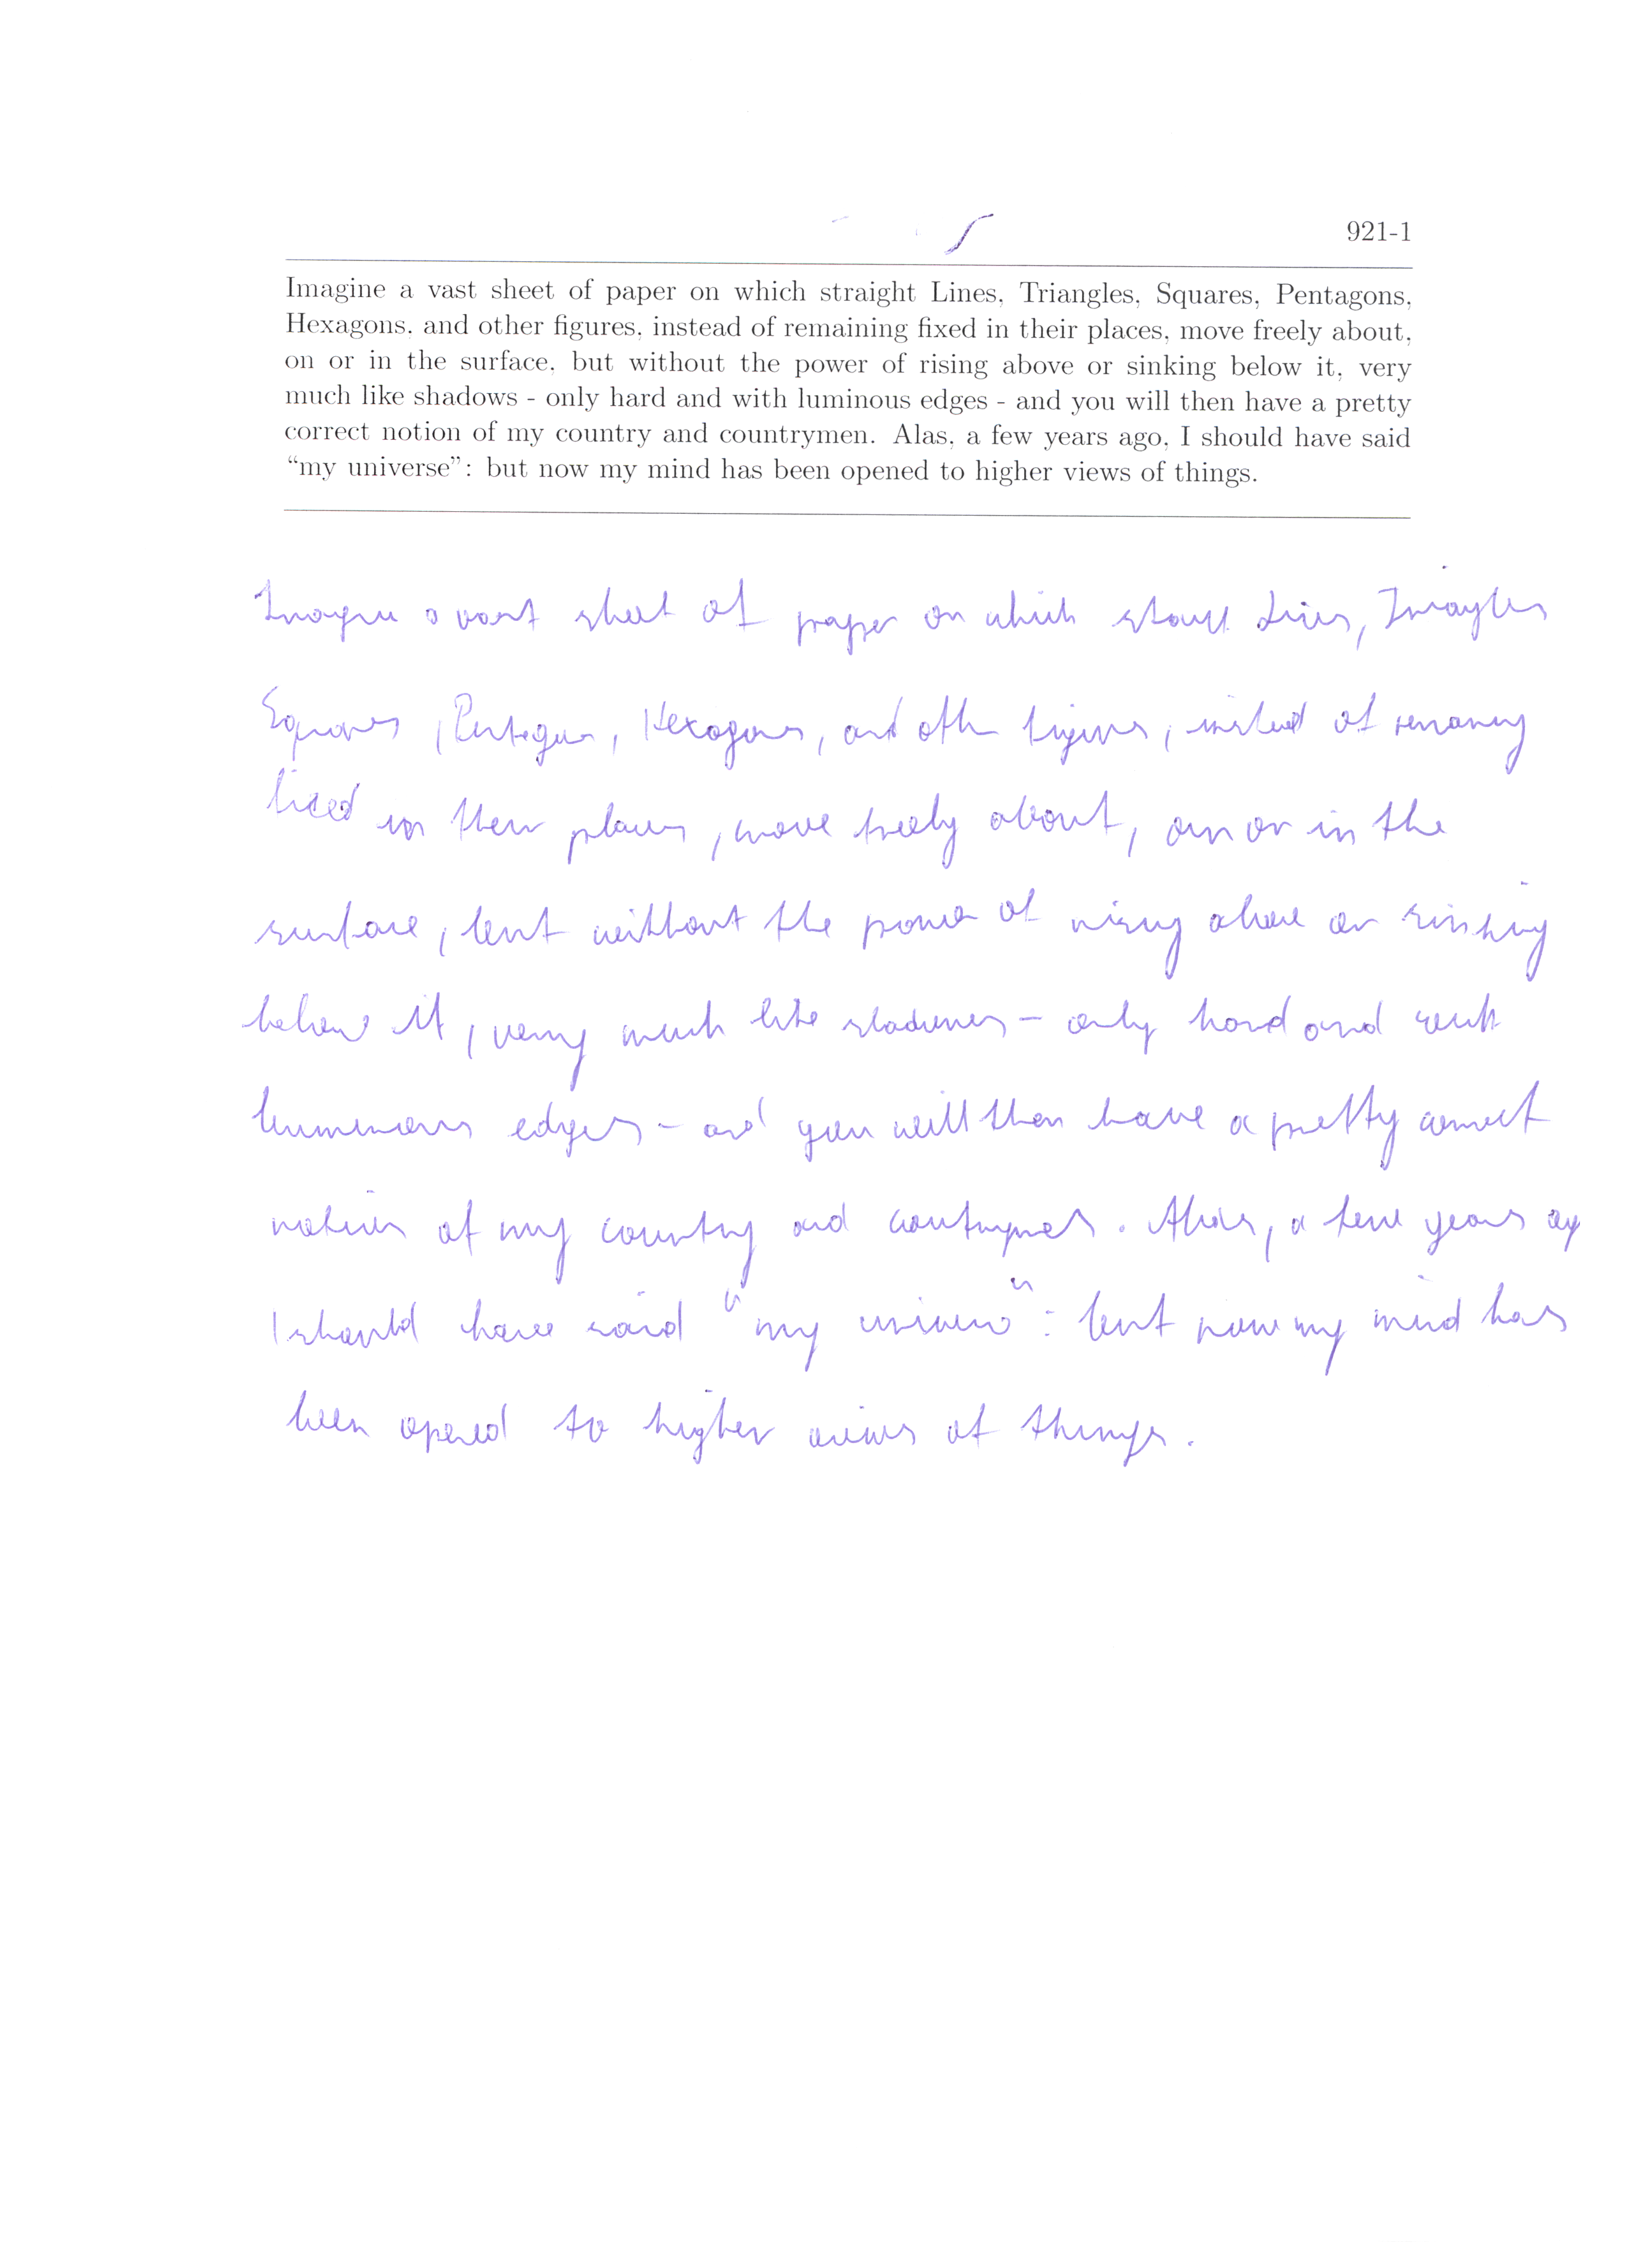 921-1
Imagine a vast sheet of paper on which straight Lines, Triangles, Squares, Pentagons,
Hexagons, and other figures, instead of remaining fixed in their places, move freely about,
on or in the surface, but without the power of rising above or sinking below it, very
much like shadows - only hard and with luminous edges - and you will then have a pretty
correct notion of my country and countrymen. Alas, a few years ago, I should have said
“my universe”: but now my mind has been opened to higher views of things.
Imagine a vast sheet of paper on which Lines, Triangles
Squares, Pentagons, Hexagons, and other figures, instead of remaining
fixed in their places, move freely about, on or in the
surface, but without the power of rising above or sinking
below it, very much like shadows - only hard and with
luminous edges - and you will then have a pretty correct
notion of my country and countrymen. Alas, a few years ago
I should have said "my universe": but now my mind has
been opened to higher views of things.